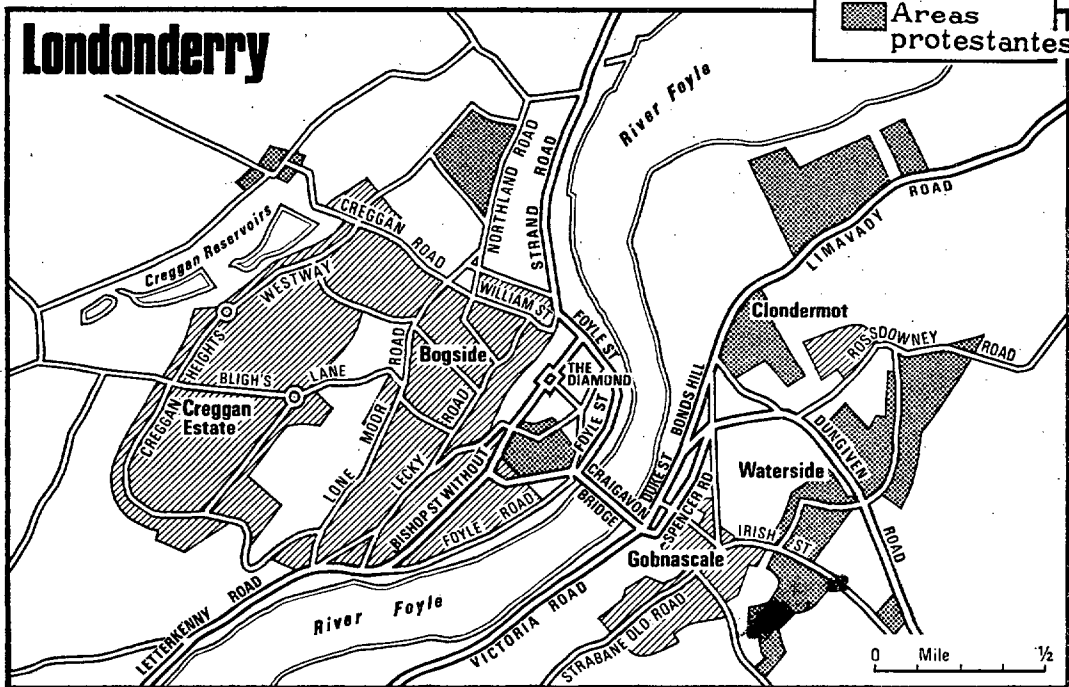 Londonderry
Areas
protestantes
River Foyle
NORTHLAND ROAD
STRAND ROAD
LIMAVADY ROAD
CREGGAN ROAD
Creggan Reservoirs
WESTWAY
WILLIAM ST
FOYLE ST
Clondermot
ROSSDOWNEY ROAD
Bogside
THE
DIAMOND
CREGGAN HEIGHTS
BLIGH'S LANE
Creggan
Estate
LONE MOOR ROAD
LECKY ROAD
BISHOP ST WITHOUT
FOYLE ST
FOYLE ROAD
CRAIGAVON
BRIDGE
DUKE ST
BONDS HILL
SPENCER RD
Waterside
DUNGIVEN ROAD
IRISH ST
Gobnascale
LETTERKENNY ROAD
River Foyle
VICTORIA ROAD
STRABANE OLD ROAD
0 Mile ½